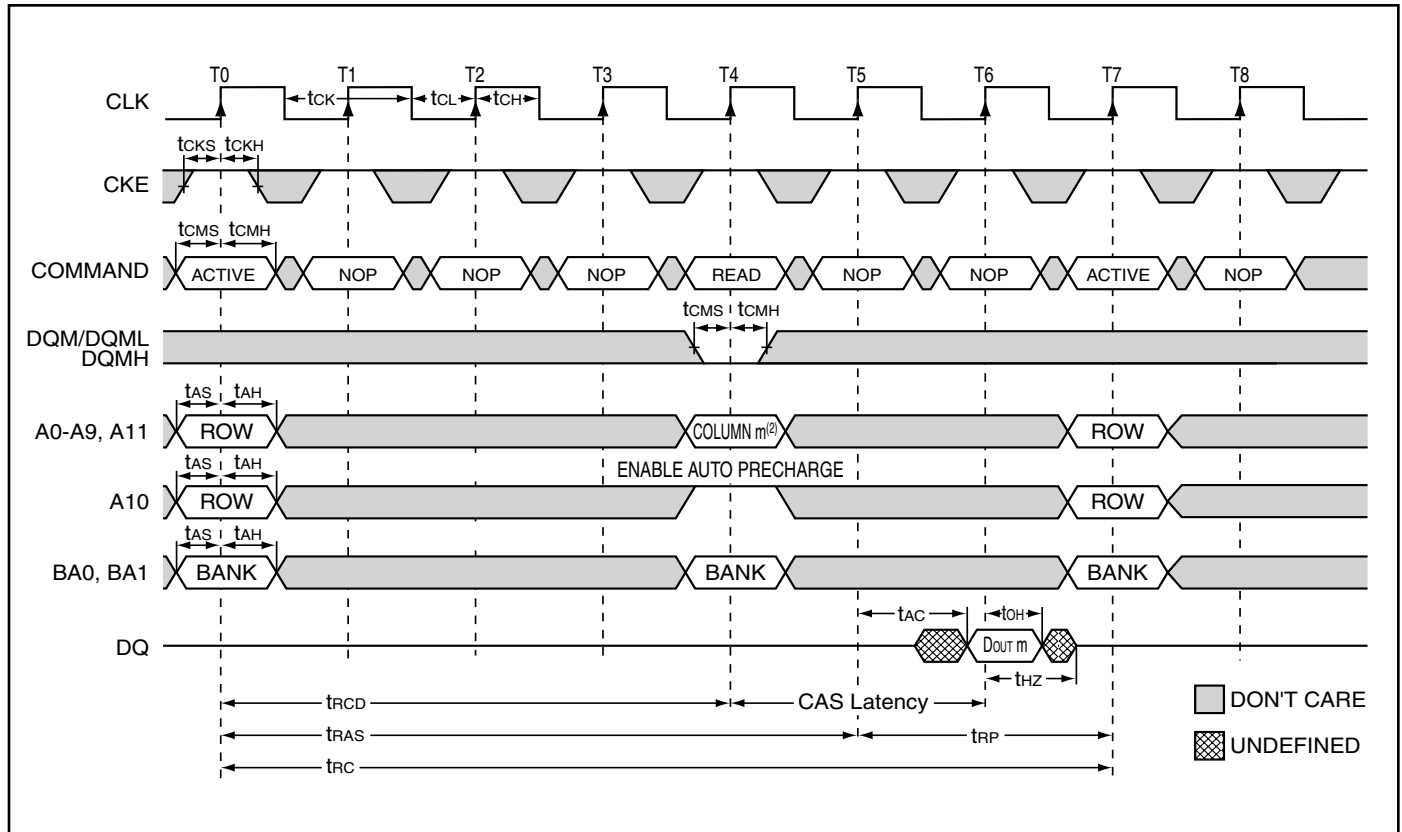 T0 T1 T2 T3 T4 T5 T6 T7 T8
CLK tCK tCL tCH
tCKS tCKH
CKE
tCMS tCMH
COMMAND ACTIVE NOP NOP NOP READ NOP NOP ACTIVE NOP
tCMS tCMH
DQM/DQML
DQMH
tAS tAH
A0-A9, A11 ROW COLUMN m(2) ROW
tAS tAH ENABLE AUTO PRECHARGE
A10 ROW ROW
tAS tAH
BA0, BA1 BANK BANK BANK
tAC tOH
DQ DOUT m
tHZ
tRCD CAS Latency
DON'T CARE
tRAS tRP
UNDEFINED
tRC